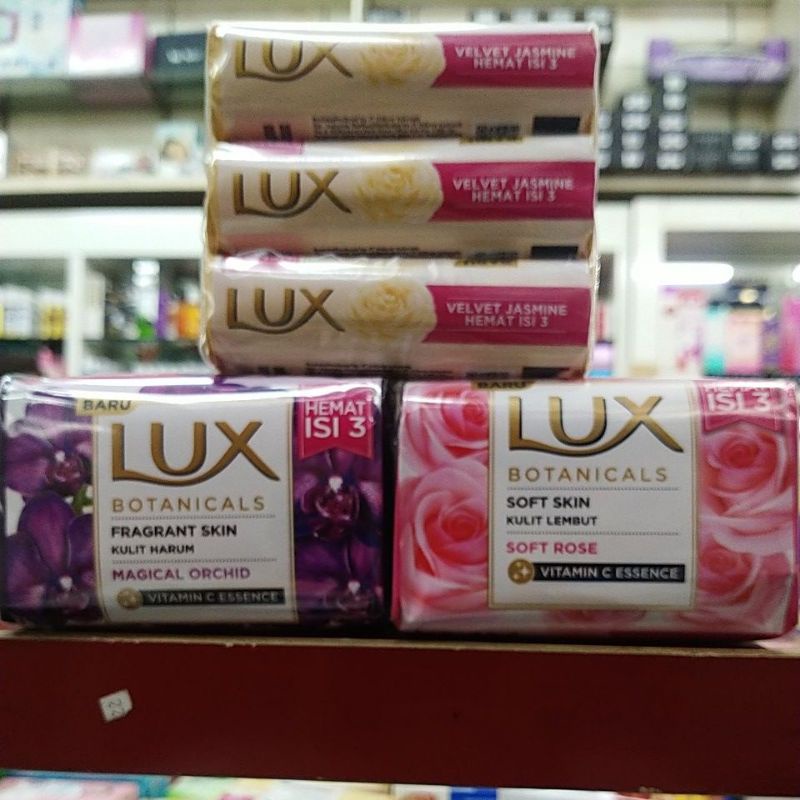 LUX
VELVET JASMINE
HEMAT ISI 3
LUX
VELVET JASMINE
HEMAT ISI 3
LUX
VELVET JASMINE
HEMAT ISI 3
BARU
LUX
BOTANICALS
FRAGRANT SKIN
KULIT HARUM
MAGICAL ORCHID
VITAMIN C ESSENCE
HEMAT
ISI 3
BARU
LUX
BOTANICALS
SOFT SKIN
KULIT LEMBUT
SOFT ROSE
VITAMIN C ESSENCE
HEMAT
ISI 3